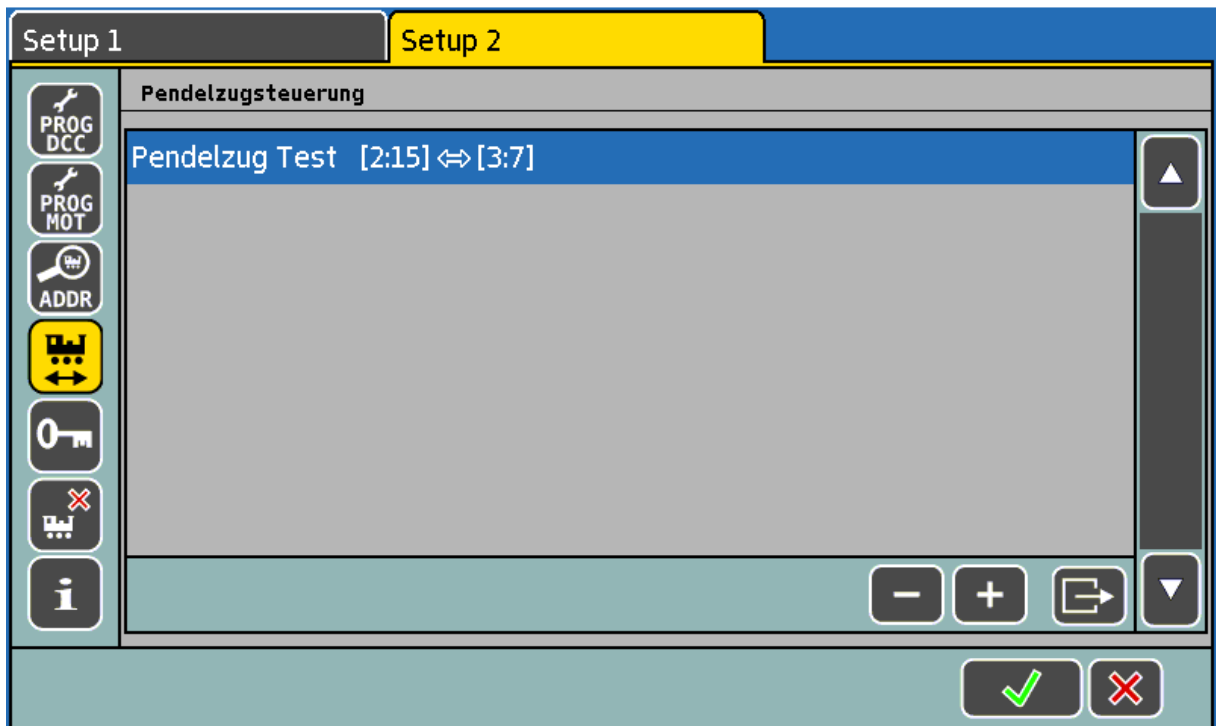 Setup 1
Setup 2
Pendelzugsteuerung
PROG
DCC
PROG
MOT
ADDR
Pendelzug Test [2:15]⇔[3:7]
i